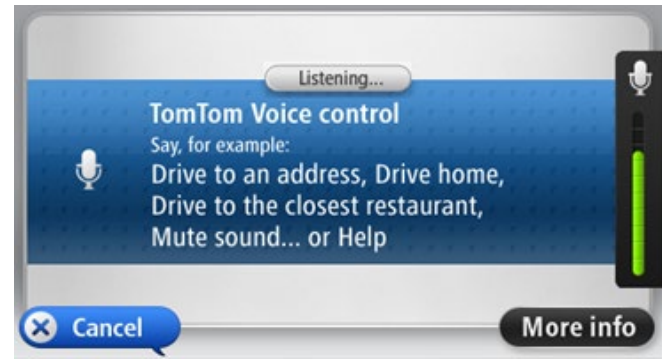 Listening...
TomTom Voice control
Say, for example:
Drive to an address, Drive home,
Drive to the closest restaurant,
Mute sound... or Help
Cancel
More info